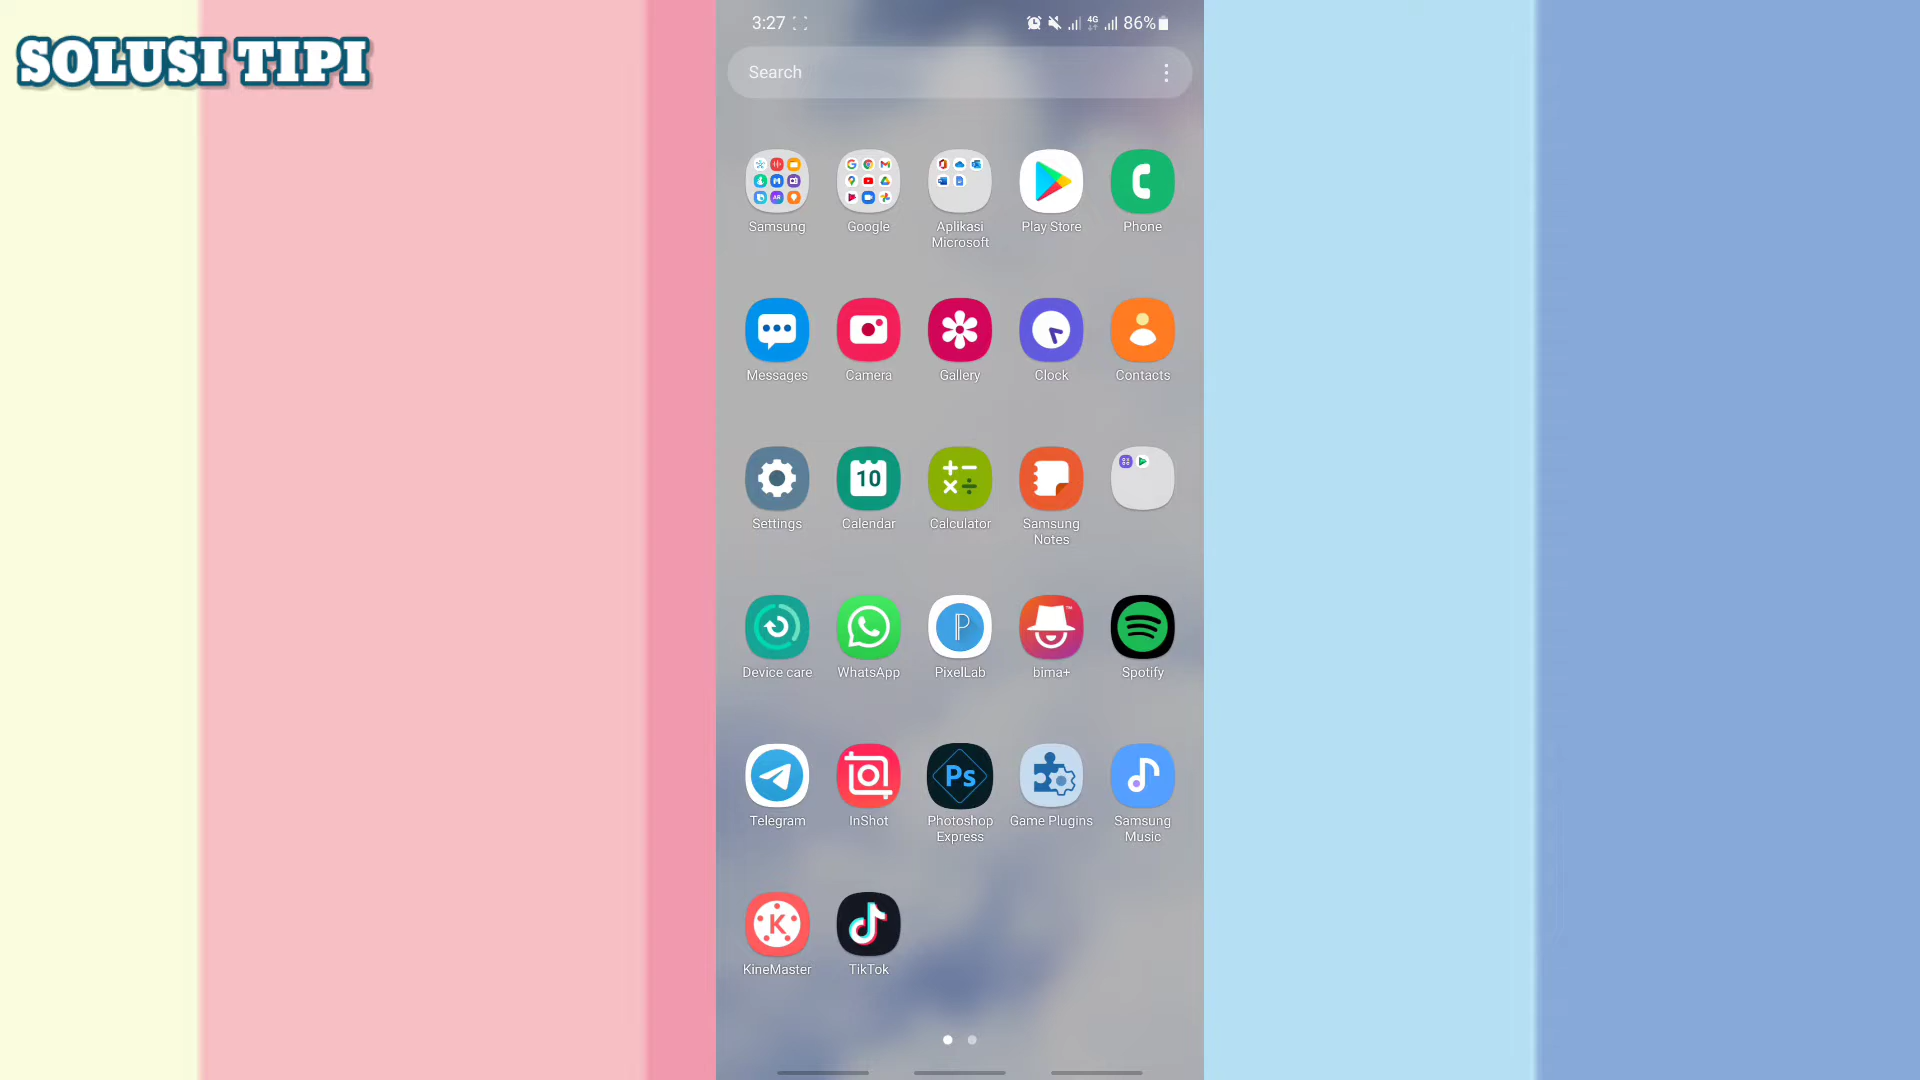 SOLUSI TIPI
3:27
4G
86%
Search
Samsung
Google
Aplikasi
Microsoft
Play Store
Phone
Messages
Camera
Gallery
Clock
Contacts
Settings
10
Calendar
Calculator
Samsung
Notes
Device care
WhatsApp
P
PixelLab
™
bima+
Spotify
Telegram
InShot
Ps
Photoshop
Express
Game Plugins
Samsung
Music
K
KineMaster
TikTok